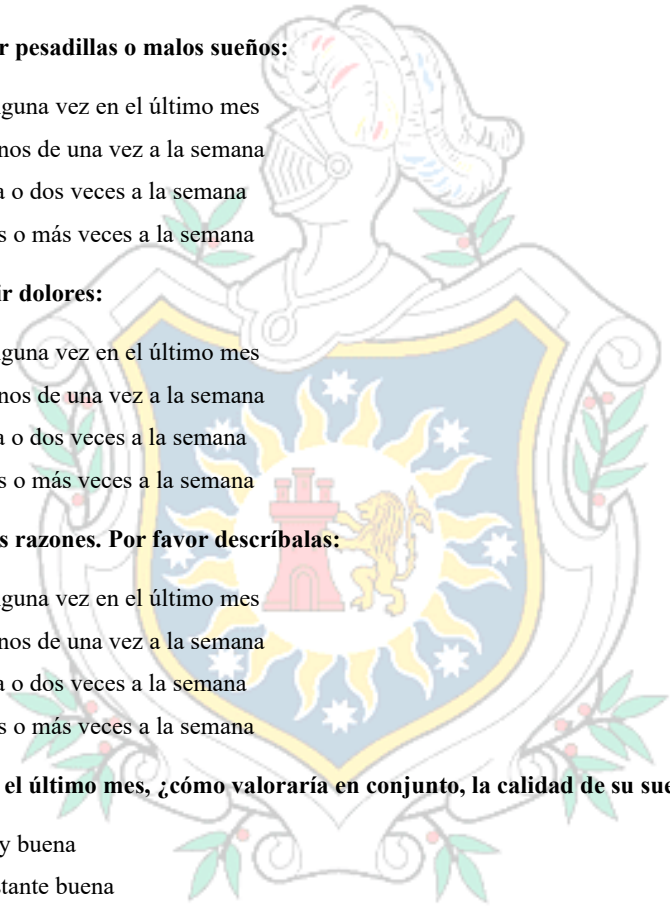 r pesadillas o malos sueños:
guna vez en el último mes
nos de una vez a la semana
a o dos veces a la semana
s o más veces a la semana
ir dolores:
guna vez en el último mes
nos de una vez a la semana
a o dos veces a la semana
s o más veces a la semana
s razones. Por favor descríbalas:
guna vez en el último mes
nos de una vez a la semana
a o dos veces a la semana
s o más veces a la semana
el último mes, ¿cómo valoraría en conjunto, la calidad de su sue
y buena
stante buena